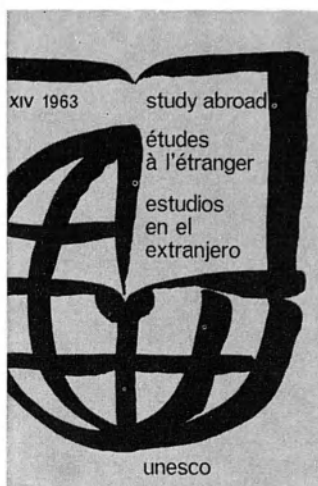 XIV 1963 study abroad
études
à l'étranger
estudios
en el
extranjero
unesco